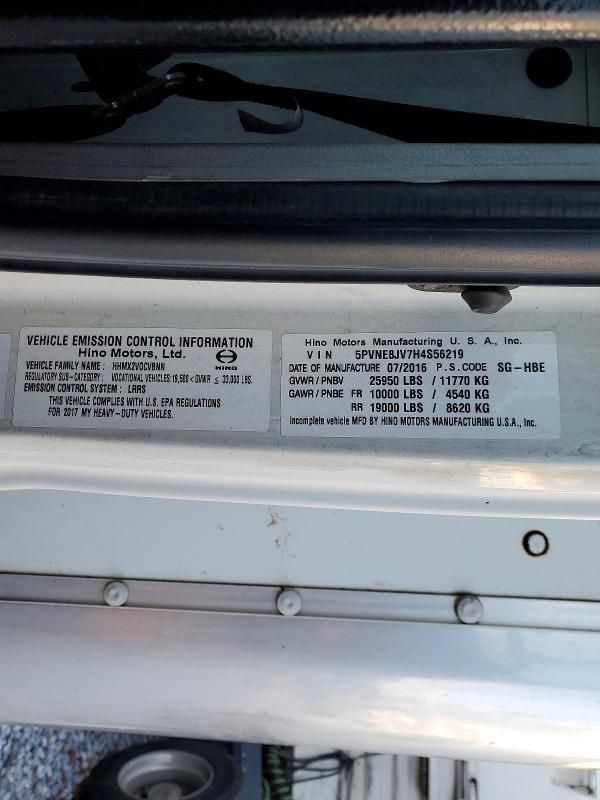 VEHICLE EMISSION CONTROL INFORMATION
Hino Motors, Ltd.
HINO
VEHICLE FAMILY NAME : HHMX2VOCVBNN
REGULATORY SUB-CATEGORY : VOCATIONAL VEHICLES: 19,500 < GVWR ≤ 33,000 LBS.
EMISSION CONTROL SYSTEM : LRRS
THIS VEHICLE COMPLIES WITH U.S. EPA REGULATIONS
FOR 2017 MY HEAVY-DUTY VEHICLES.
Hino Motors Manufacturing U. S. A., Inc.
V I N 5PVNE8JV7H4S56219
DATE OF MANUFACTURE 07/2016 P.S.CODE SG-HBE
GVWR / PNBV 25950 LBS / 11770 KG
GAWR / PNBE FR 10000 LBS / 4540 KG
RR 19000 LBS / 8620 KG
Incomplete vehicle MFD BY HINO MOTORS MANUFACTURING U.S.A., Inc.